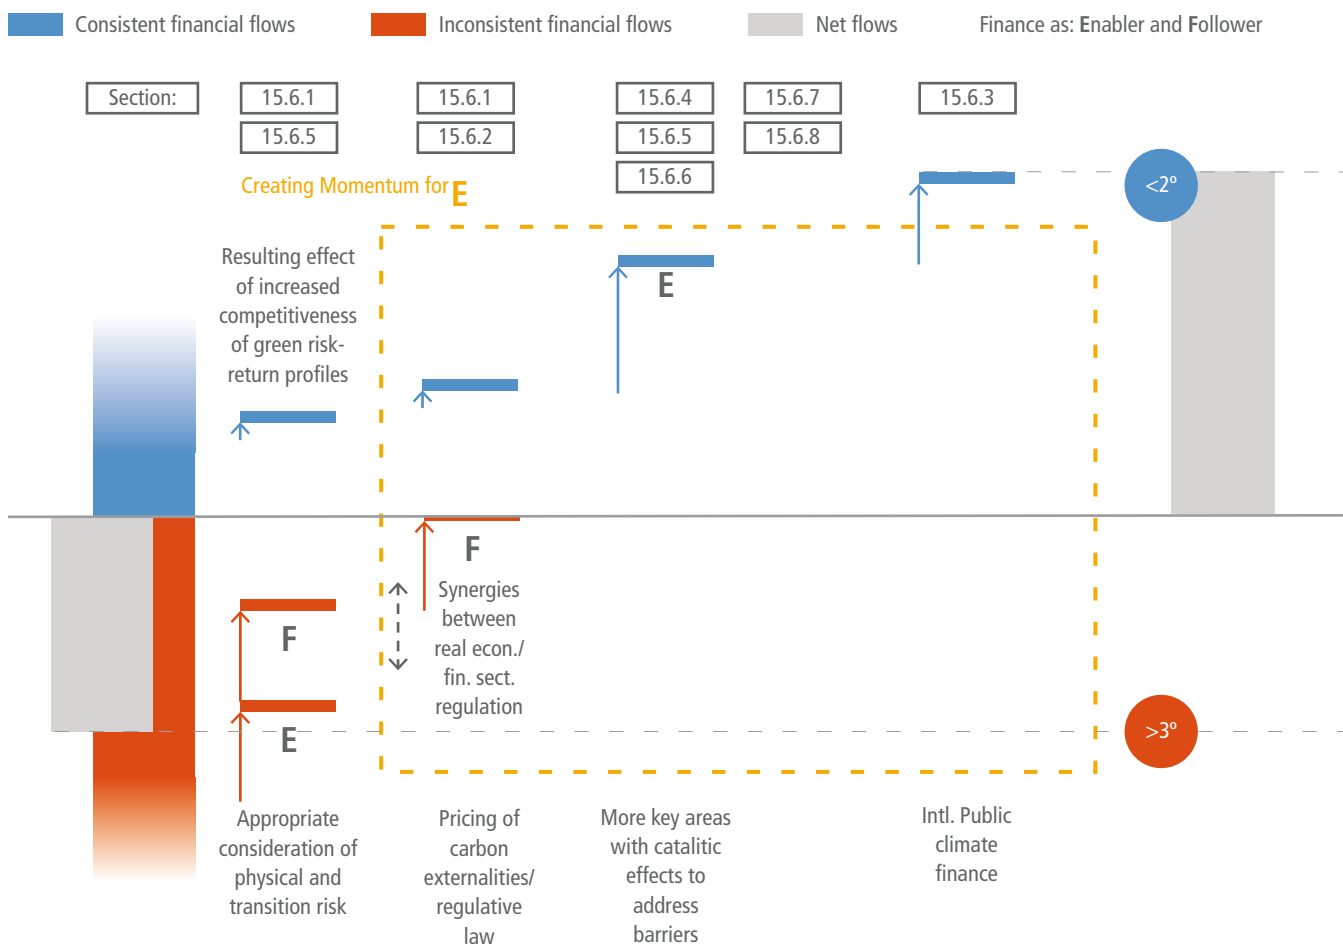 Consistent financial flows
Inconsistent financial flows
Net flows
Finance as: Enabler and Follower
Section:
15.6.1
15.6.5
15.6.1
15.6.2
15.6.4
15.6.5
15.6.6
15.6.7
15.6.8
15.6.3
Creating Momentum for E
<2°
Resulting effect
of increased
competitiveness
of green risk-
return profiles
E
F
Synergies
between
real econ./
fin. sect.
regulation
F
E
>3°
Appropriate
consideration of
physical and
transition risk
Pricing of
carbon
externalities/
regulative
law
More key areas
with catalitic
effects to
address
barriers
Intl. Public
climate
finance